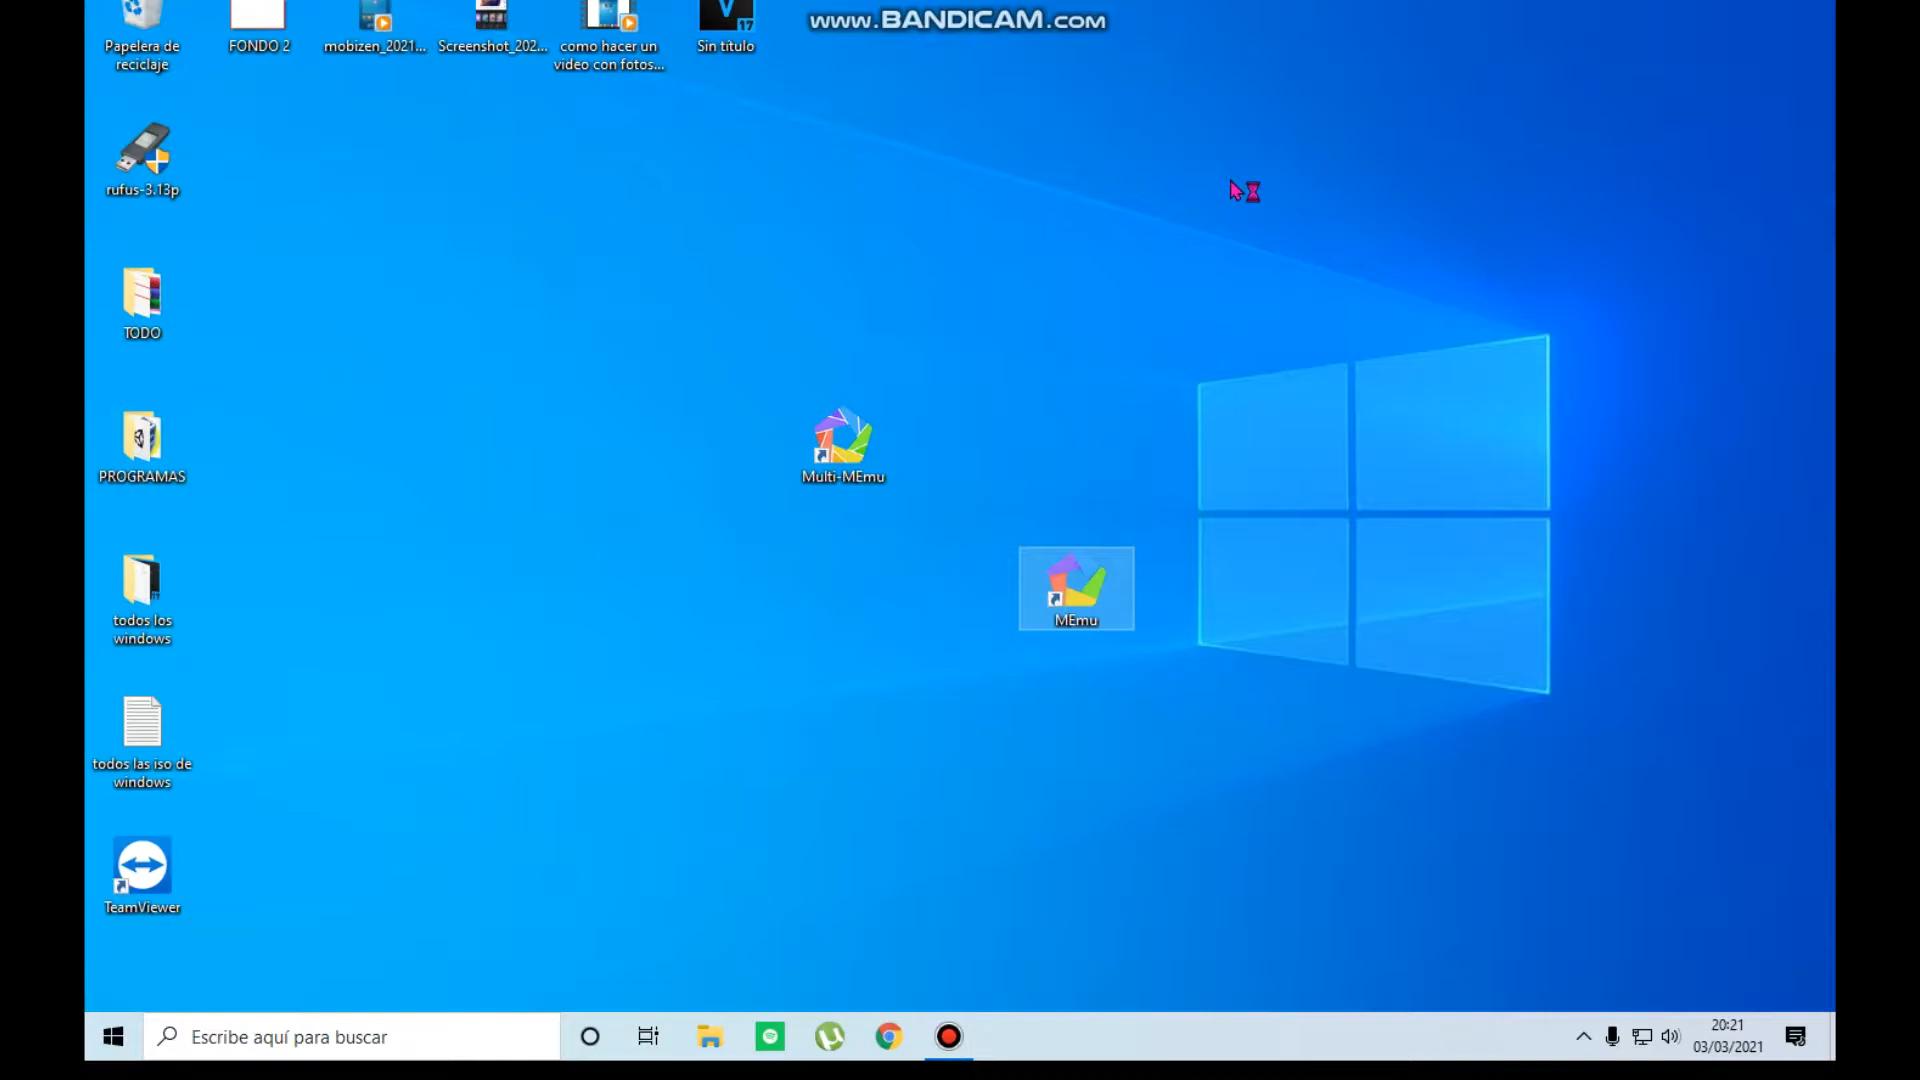 www.BANDICAM.com
Papelera de
reciclaje
FONDO 2
mobizen_2021...
Screenshot_202...
como hacer un
video con fotos...
17
Sin título
rufus-3.13p
TODO
PROGRAMAS
Multi-MEmu
MEmu
todos los
windows
todos las iso de
windows
TeamViewer
Escribe aquí para buscar
20:21
03/03/2021